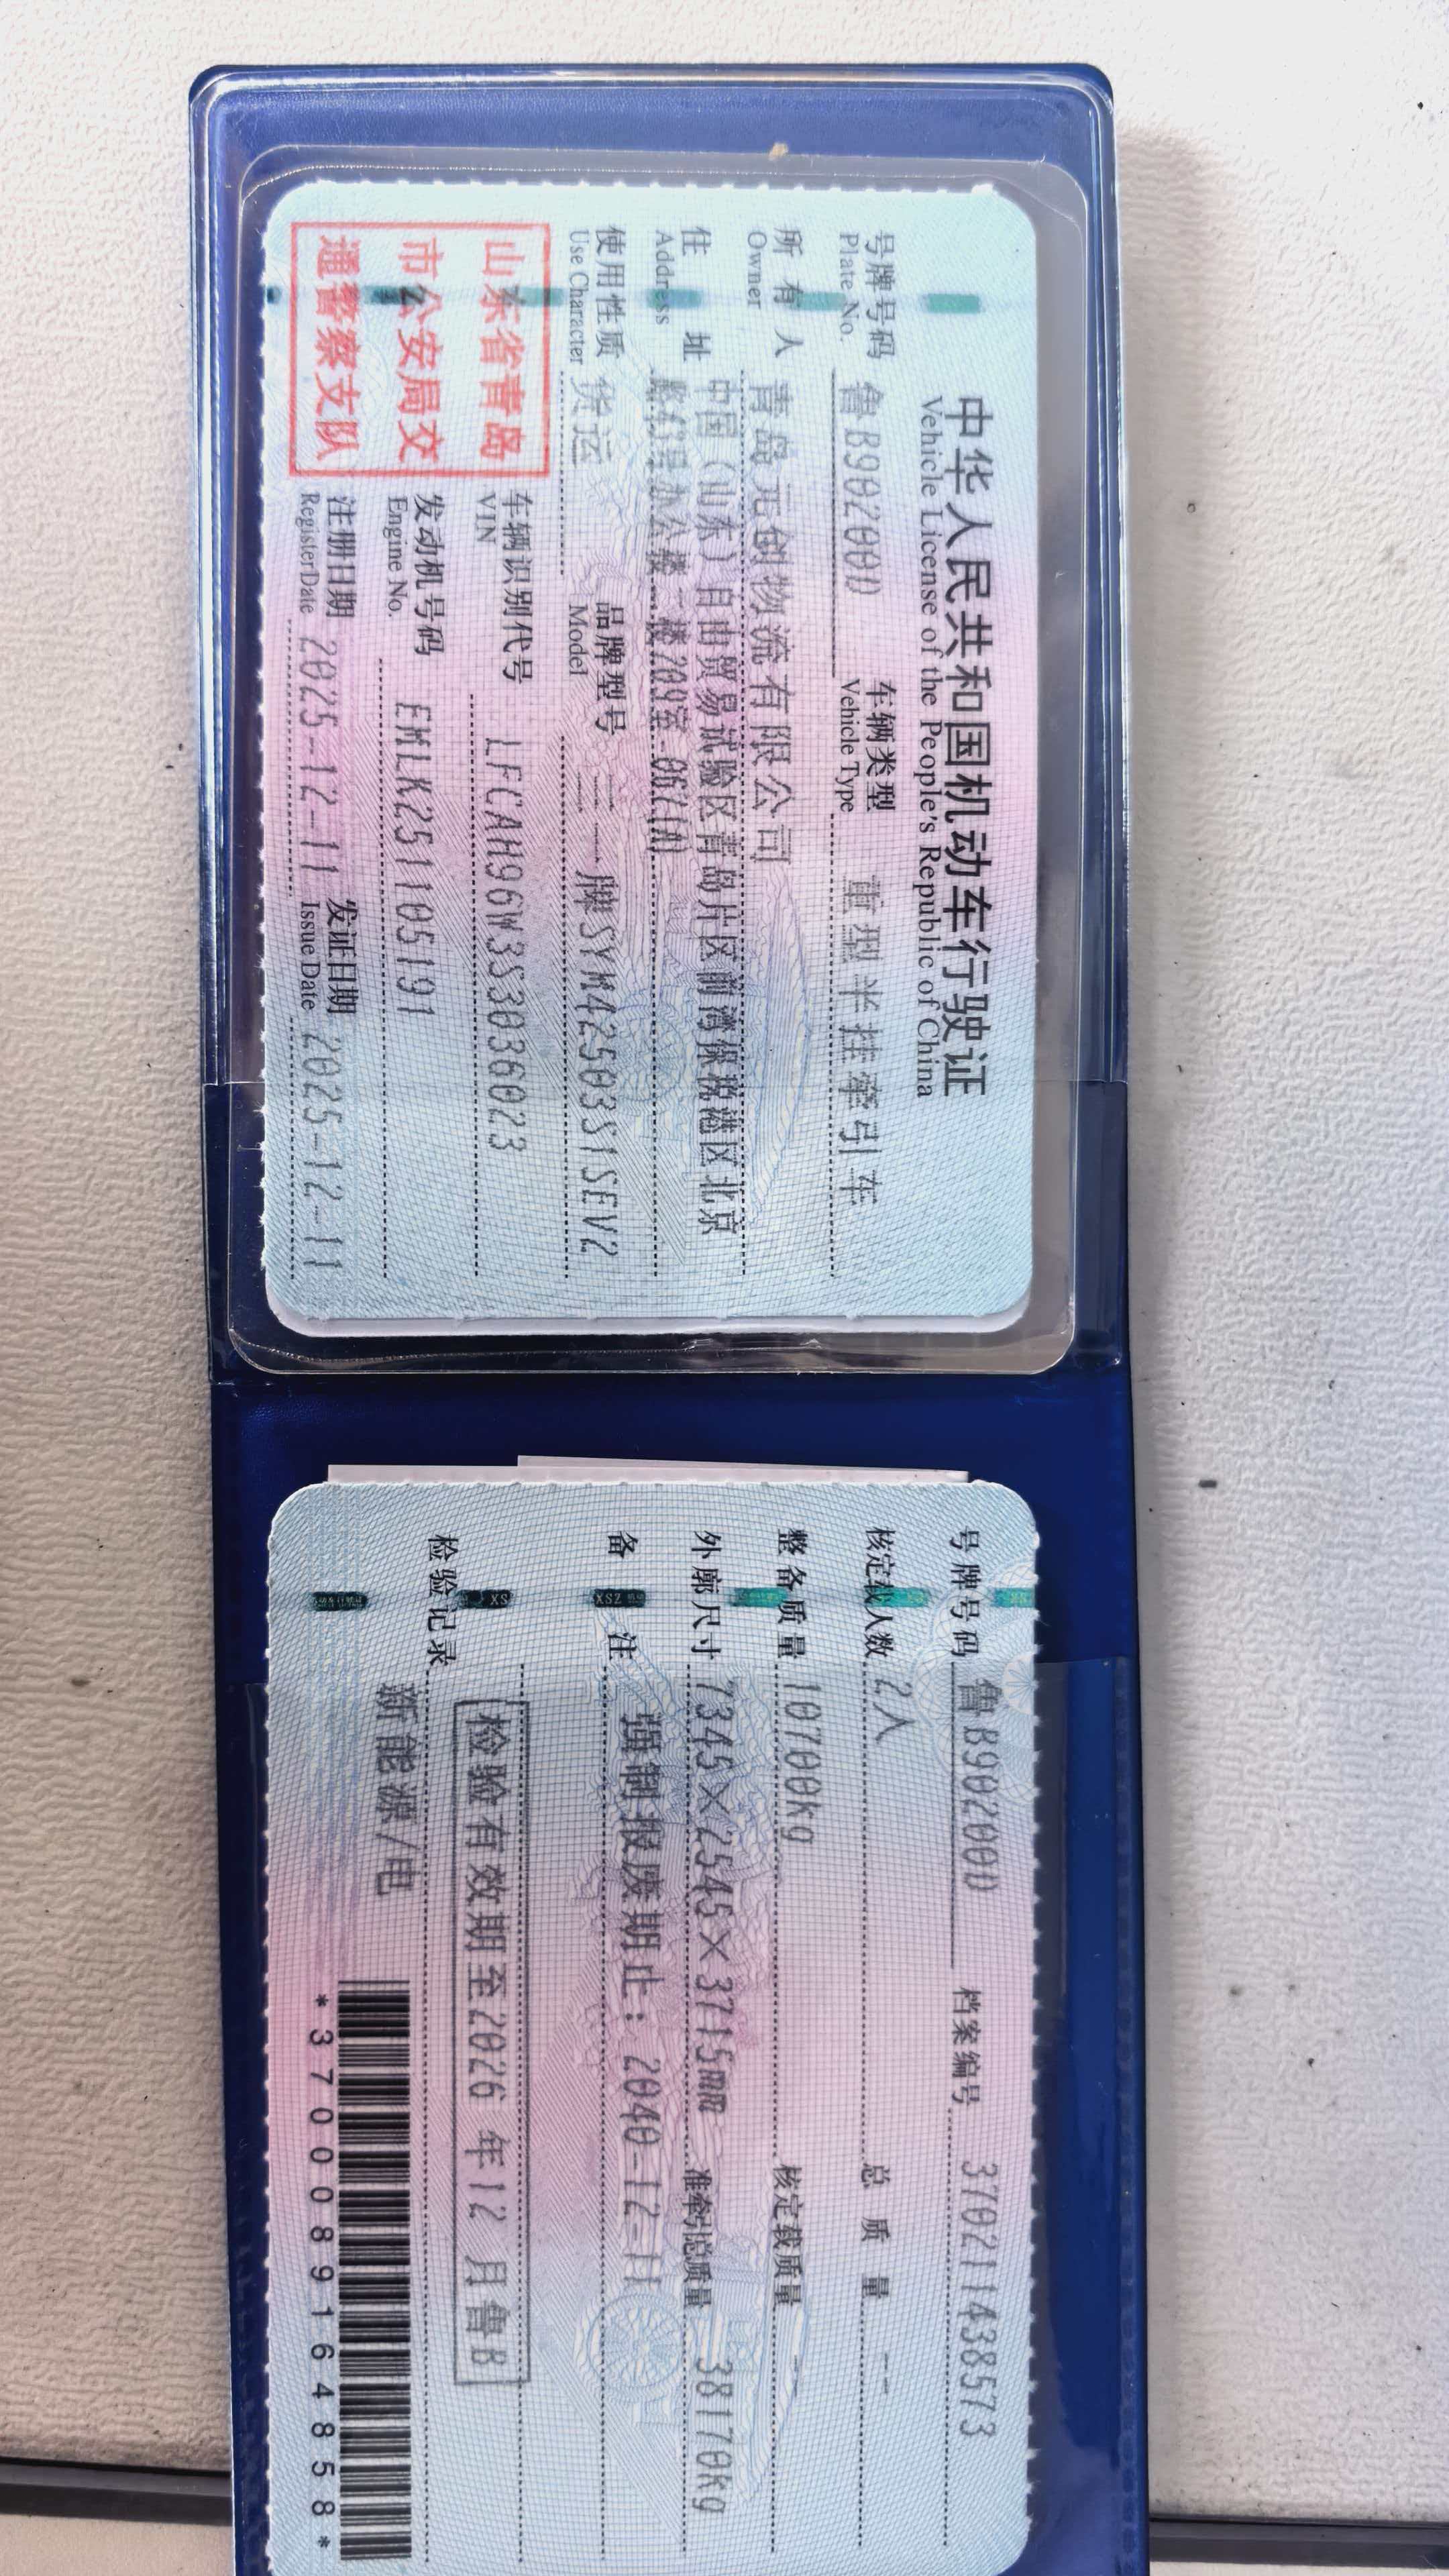 中华人民共和国机动车行驶证
Vehicle License of the People's Republic of China
号牌号码 鲁B90200D 车辆类型 重型半挂牵引车
Plate No. Vehicle Type
所有人 青岛元创物流有限公司
Owner
住址 中国（山东）自由贸易试验区青岛片区前湾保税港区北京
Address 路43号办公楼一楼209室-0621(A)
使用性质 货运 品牌型号 三一牌SYM42503S1SEV2
Use Character Model
山东省青岛
市公安局交
通警察支队
车辆识别代号 LFCAH96W3S3036023
VIN
发动机号码 EMLK251105191
Engine No.
注册日期 2025-12-11 发证日期 2025-12-11
Register Date Issue Date
号牌号码 鲁B90200D 档案编号 370211438573
核定载人数 2人 总质量 --
整备质量 10700kg 核定载质量 --
外廓尺寸 7345×2545×3715mm 准牵引总质量 38170kg
备注 强制报废期止：2040-12-11
检验有效期至2026年12月鲁B
检验记录
新能源/电
*3700089164858*